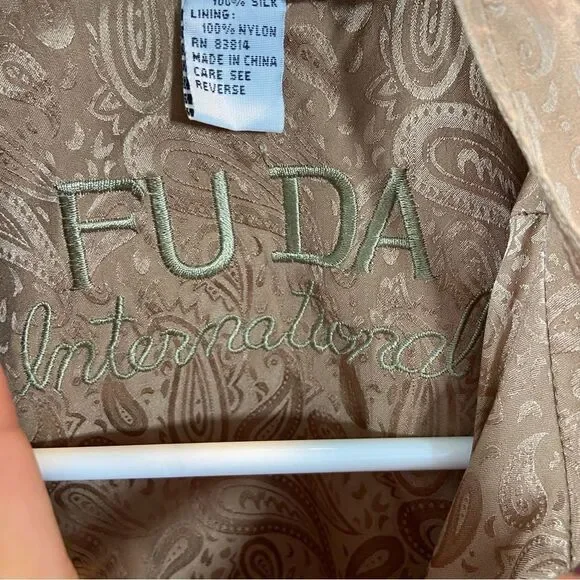 100% SILK
LINING:
100% NYLON
RN 83814
MADE IN CHINA
CARE SEE
REVERSE
FU DA
International